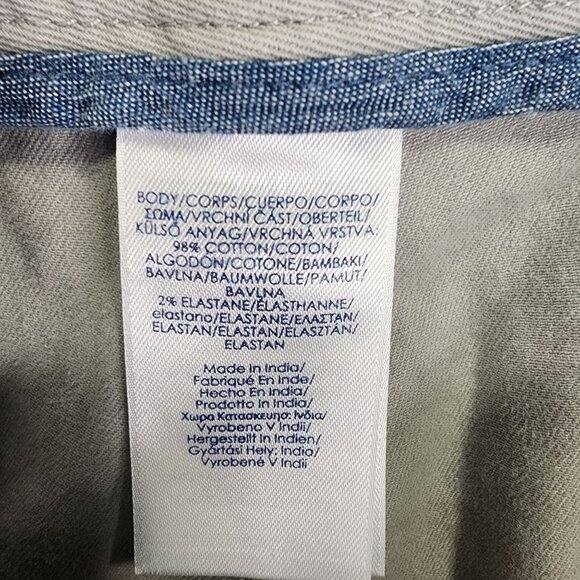 BODY/CORPS/CUERPO/CORPO/
ΣΩΜΑ/VRCHNÍ ČÁST/OBERTEIL/
KÜLSŐ ANYAG/VRCHNÁ VRSTVA:
98% COTTON/COTON/
ALGODÓN/COTONE/BAMBAKI/
BAVLNA/BAUMWOLLE/PAMUT/
BAVLNA
2% ELASTANE/ÉLASTHANNE/
elastano/ELASTANE/ΕΛΑΣΤΑΝ/
ELASTAN/ELASTAN/ELASZTÁN/
ELASTAN
Made in India/
Fabriqué En Inde/
Hecho En India/
Prodotto In India/
Χωρα Κατασκευησ: Ινδια/
Vyrobeno V Indii/
Hergestellt In Indien/
Gyártási Hely: India/
Vyrobené V Indii